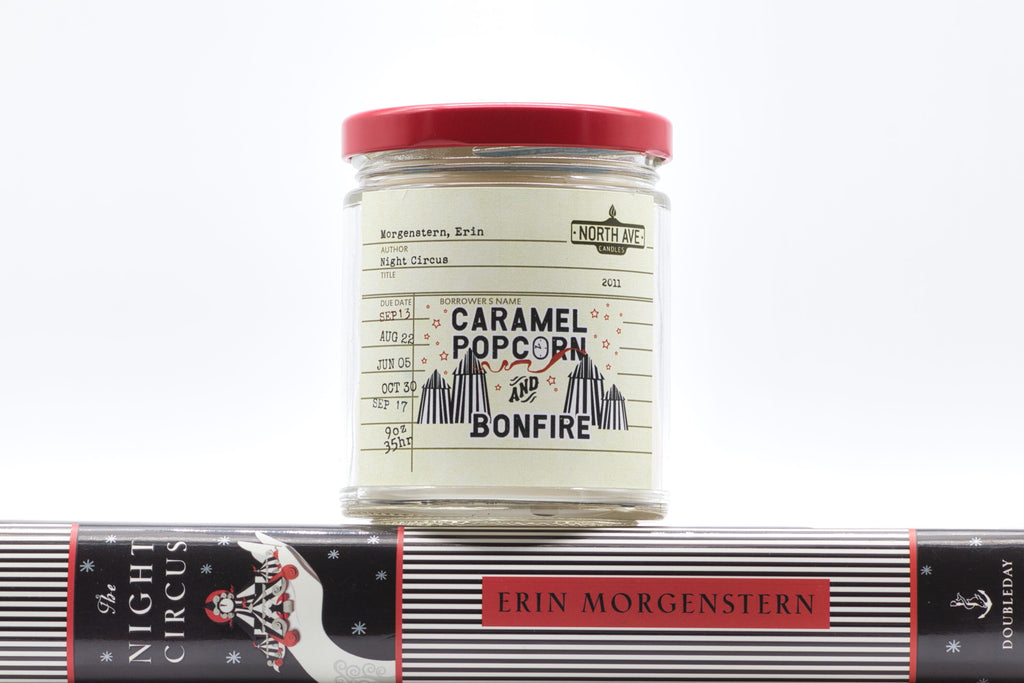 Morgenstern, Erin
AUTHOR
NORTH AVE
CANDLES
Night Circus
TITLE
2011
DUE DATE
BORROWER S NAME
SEP 13
AUG 22
JUN 05
OCT 30
SEP 17
9oz
35hr
CARAMEL
POPCORN
AND
BONFIRE
The
NIGHT
CIRCUS
ERIN MORGENSTERN
DOUBLEDAY